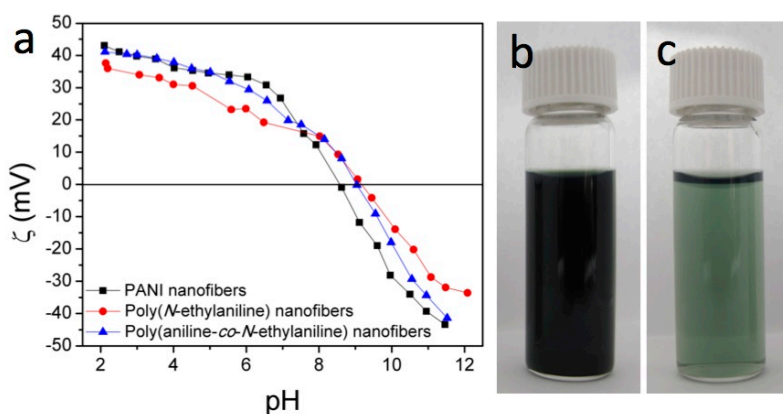 a
b
c
50
40
30
20
10
0
-10
-20
-30
-40
-50
ζ (mV)
PANI nanofibers
Poly(N-ethylaniline) nanofibers
Poly(aniline-co-N-ethylaniline) nanofibers
2 4 6 8 10 12
pH